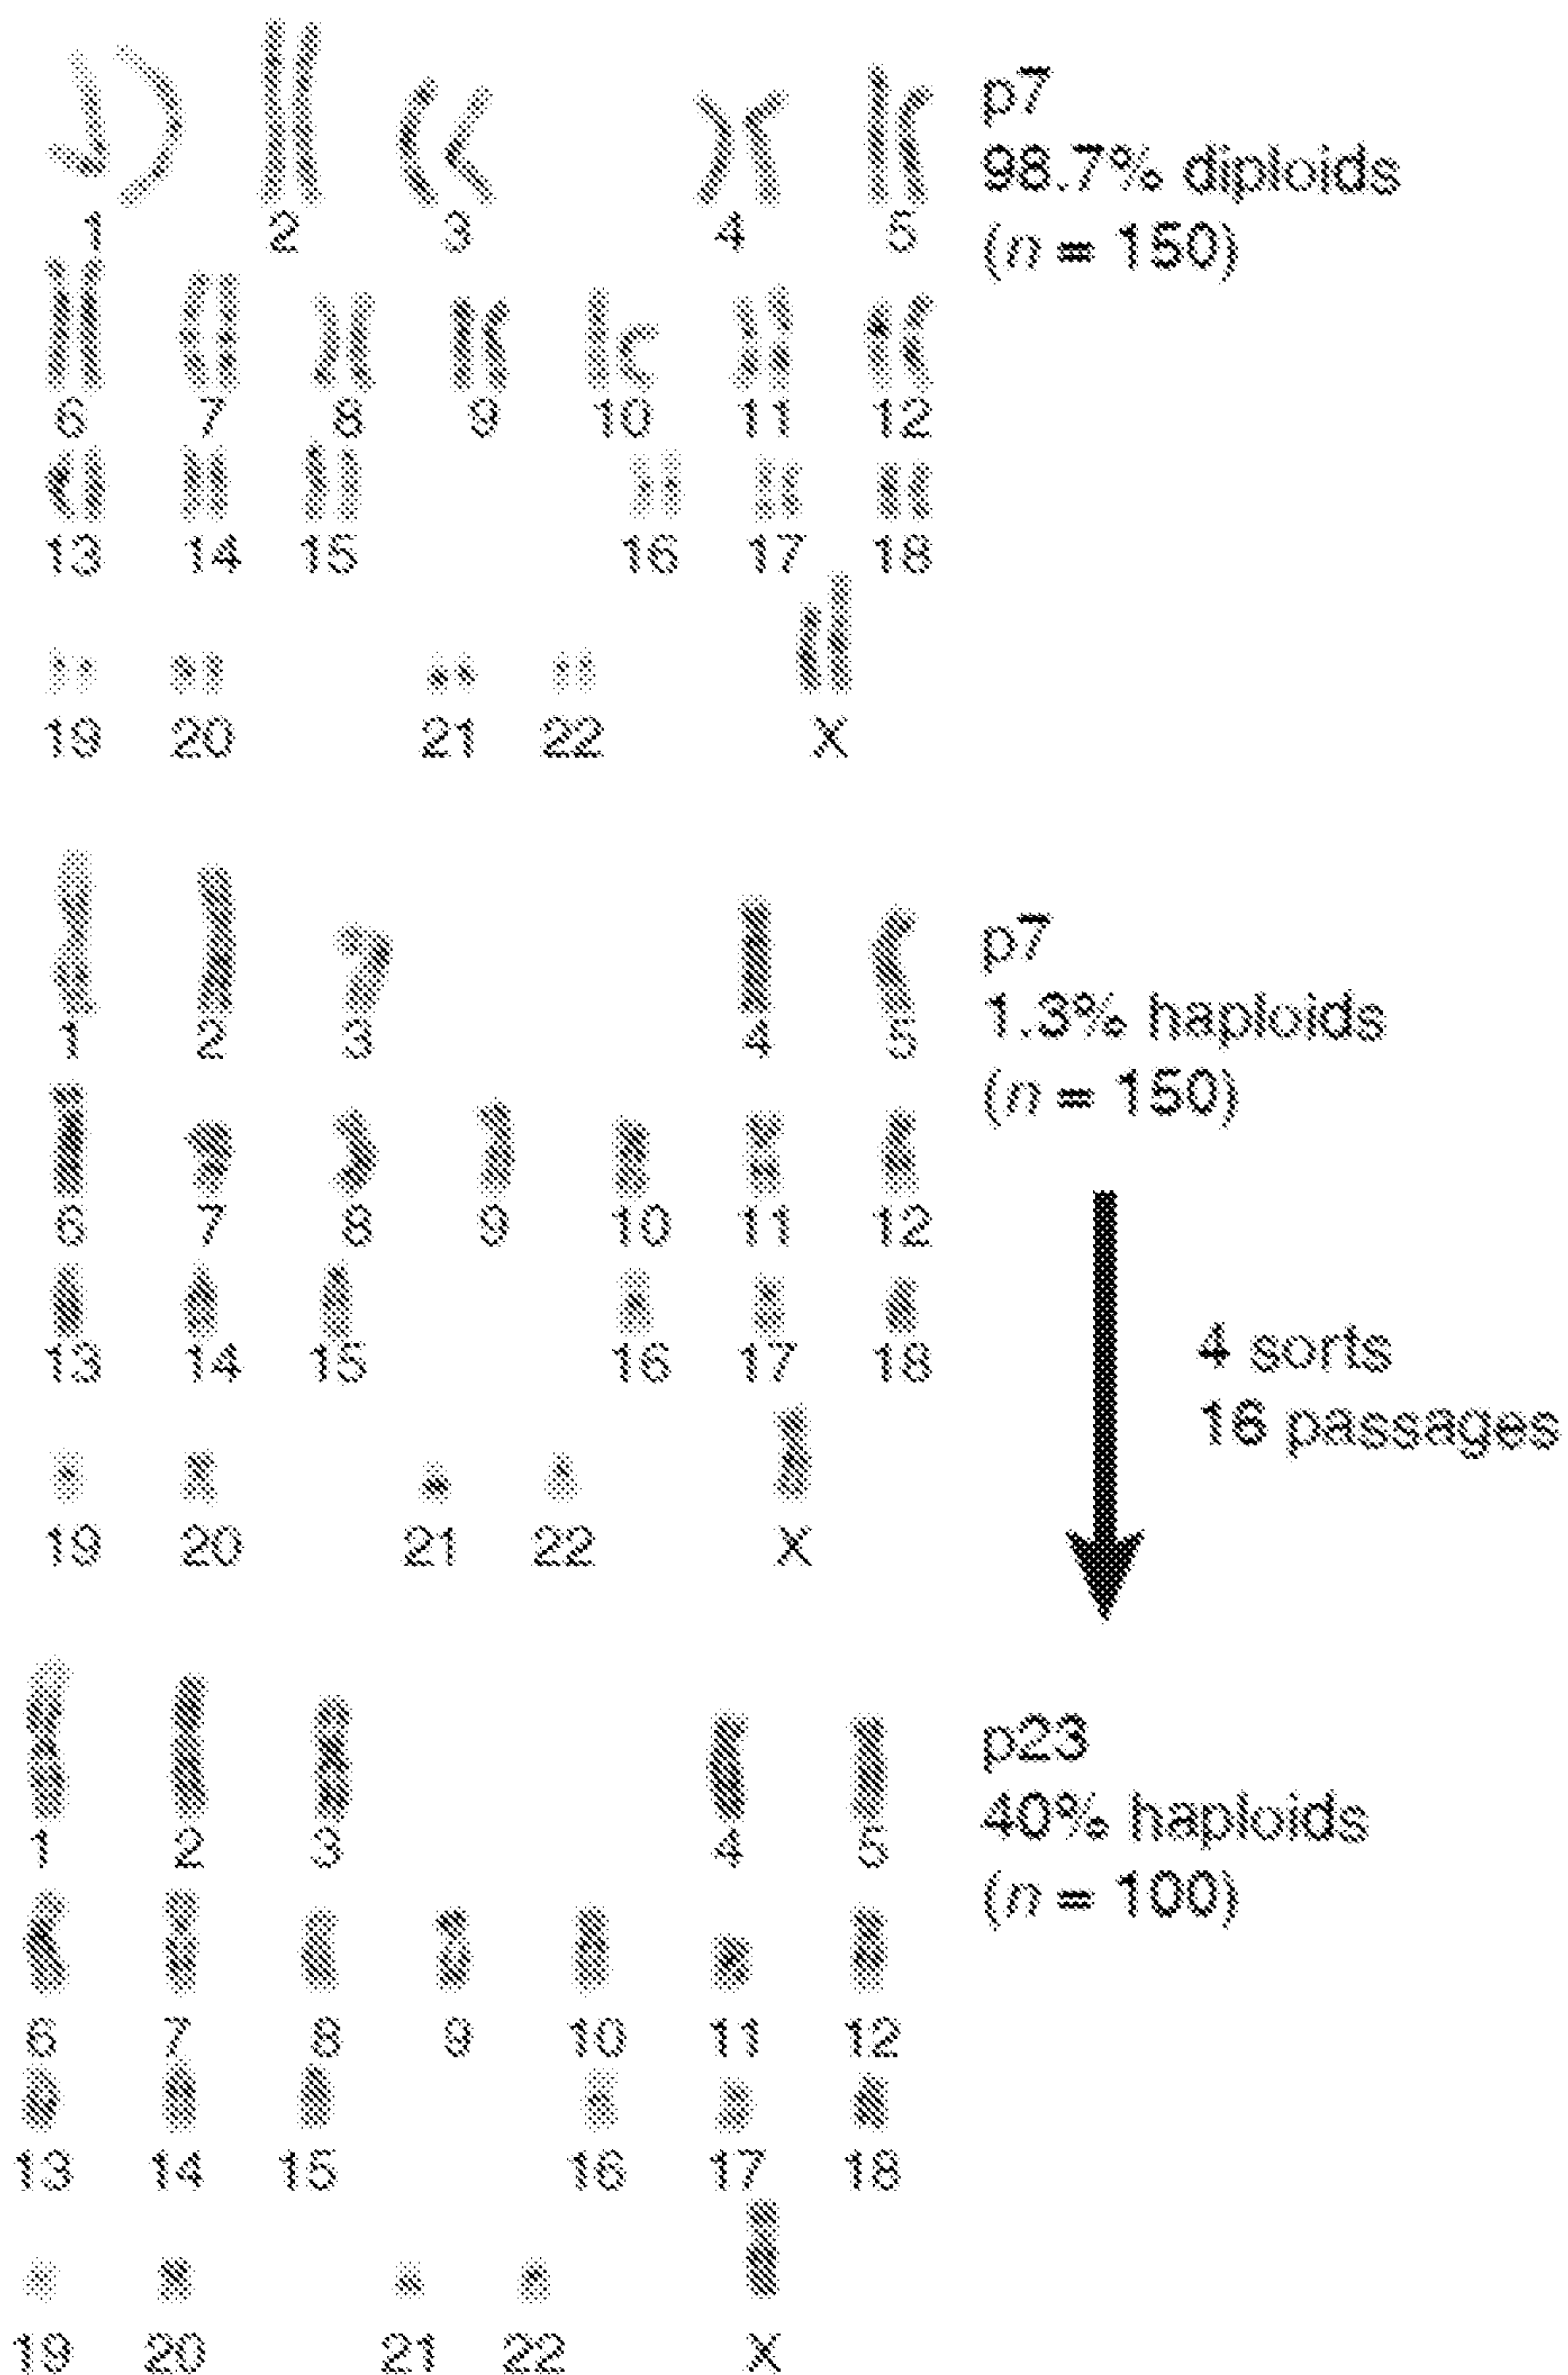 p7
98.7% diploids
(n = 150)
1 2 3 4 5
6 7 8 9 10 11 12
13 14 15 16 17 18
19 20 21 22 X
p7
1.3% haploids
(n = 150)
1 2 3 4 5
6 7 8 9 10 11 12
13 14 15 16 17 18
19 20 21 22 X
4 sorts
16 passages
p23
40% haploids
(n = 100)
1 2 3 4 5
6 7 8 9 10 11 12
13 14 15 16 17 18
19 20 21 22 X